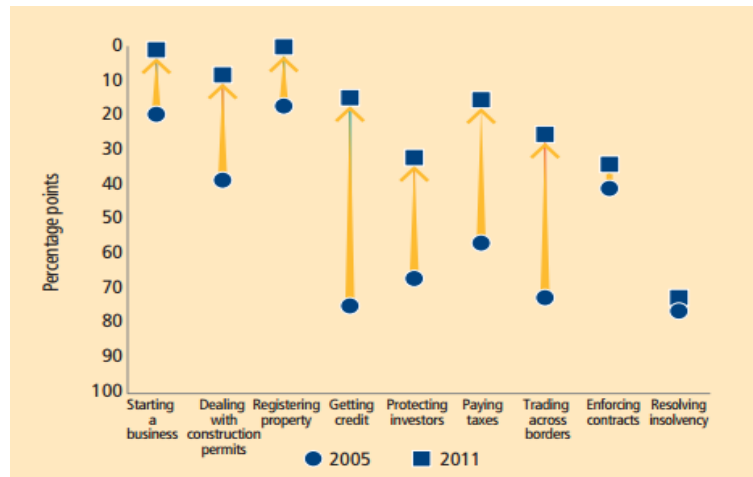 Percentage points
0
10
20
30
40
50
60
70
80
90
100
Starting
a
business
Dealing
with
construction
permits
Registering
property
Getting
credit
Protecting
investors
Paying
taxes
Trading
across
borders
Enforcing
contracts
Resolving
insolvency
2005
2011